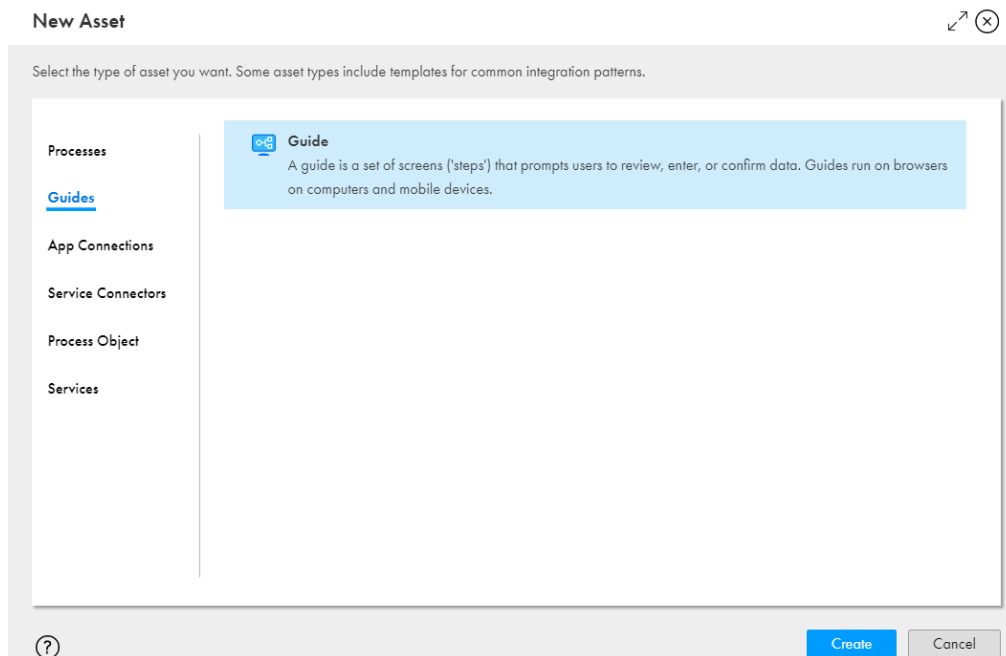 New Asset
Select the type of asset you want. Some asset types include templates for common integration patterns.
Processes
Guides
App Connections
Service Connectors
Process Object
Services
Guide
A guide is a set of screens ('steps') that prompts users to review, enter, or confirm data. Guides run on browsers
on computers and mobile devices.
?
Create
Cancel